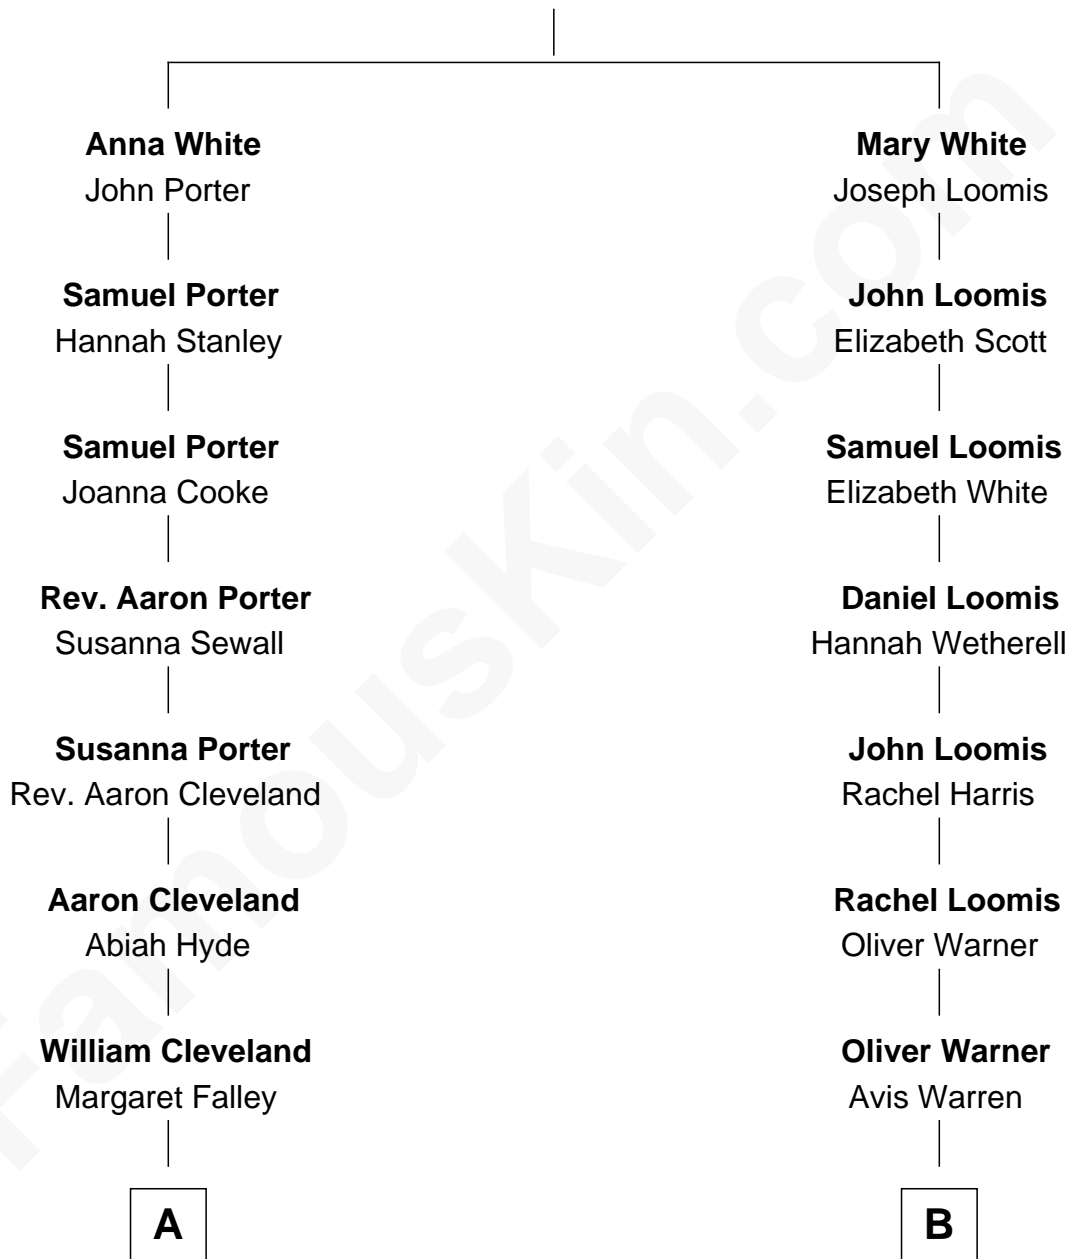 Anna White
John Porter
Samuel Porter
Hannah Stanley
Samuel Porter
Joanna Cooke
Rev. Aaron Porter
Susanna Sewall
Susanna Porter
Rev. Aaron Cleveland
Aaron Cleveland
Abiah Hyde
William Cleveland
Margaret Falley
A
Mary White
Joseph Loomis
John Loomis
Elizabeth Scott
Samuel Loomis
Elizabeth White
Daniel Loomis
Hannah Wetherell
John Loomis
Rachel Harris
Rachel Loomis
Oliver Warner
Oliver Warner
Avis Warren
B
FamousKin.com